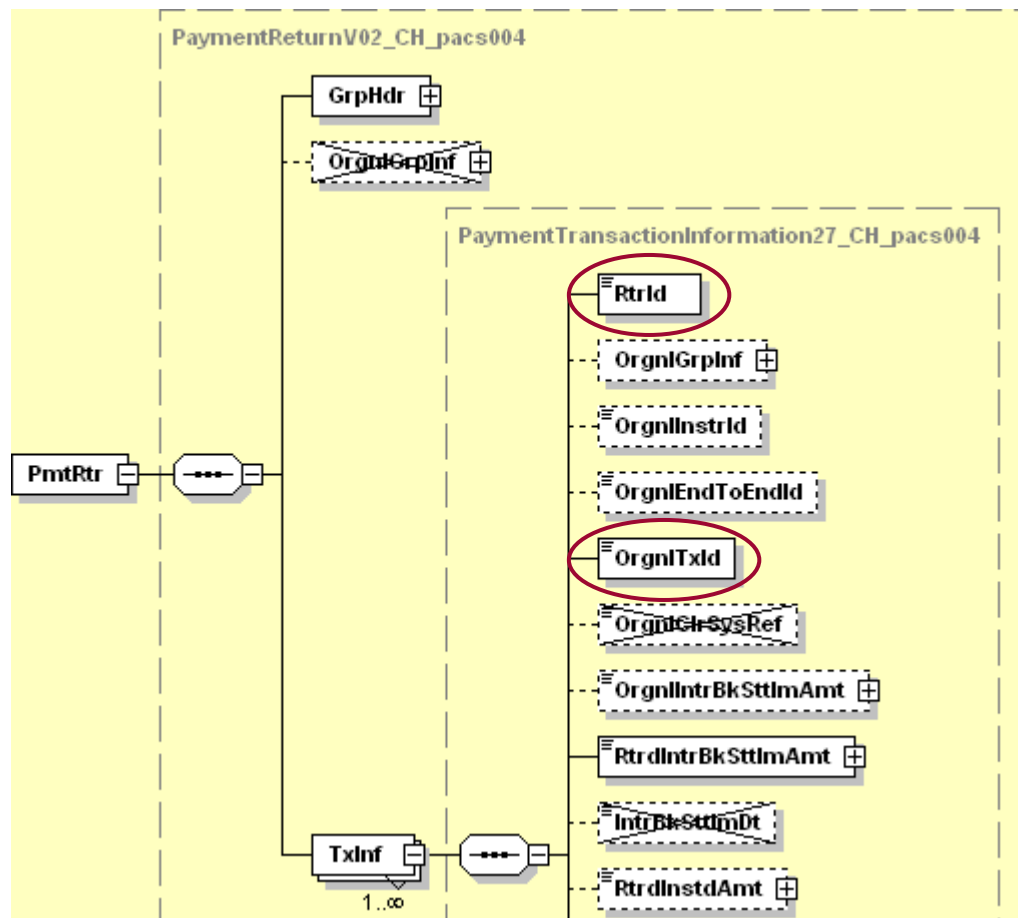 PaymentReturnV02_CH_pacs004
GrpHdr
OrgnlGrpInf
PaymentTransactionInformation27_CH_pacs004
RtrId
OrgnlGrpInf
OrgnlInstrId
OrgnlEndToEndId
PmtRtr
OrgnlTxId
OrgnlClrSysRef
OrgnlIntrBkSttlmAmt
RtrdIntrBkSttlmAmt
IntrBkSttlmDt
TxInf
1..∞
RtrdInstdAmt